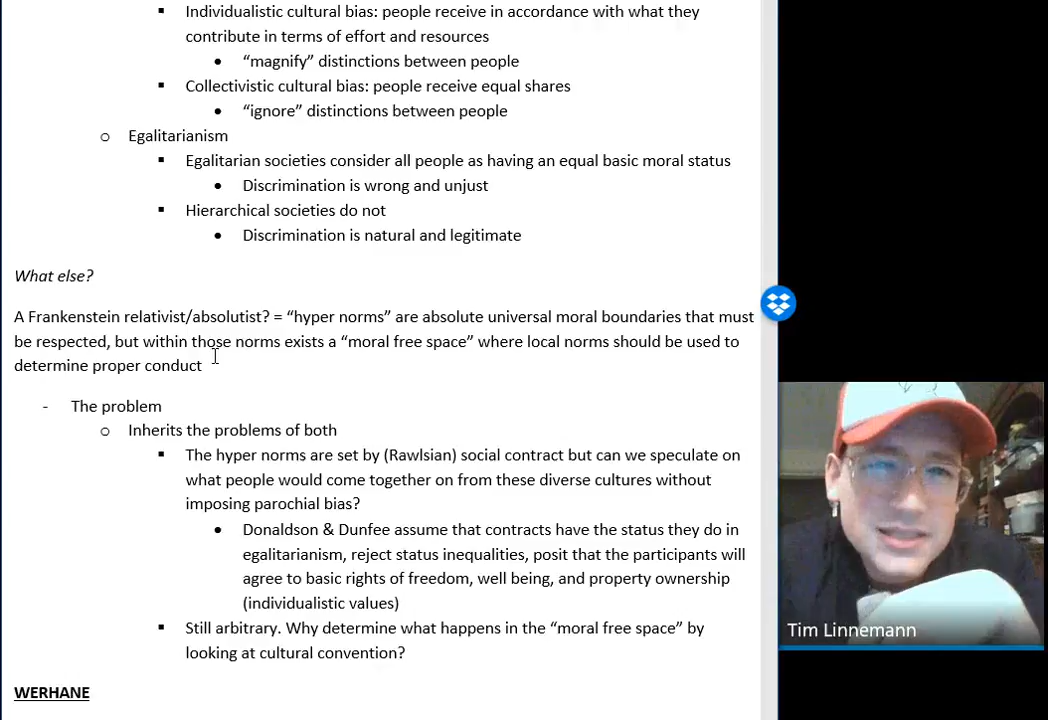 ▪ Individualistic cultural bias: people receive in accordance with what they
contribute in terms of effort and resources
• “magnify” distinctions between people
▪ Collectivistic cultural bias: people receive equal shares
• “ignore” distinctions between people
o Egalitarianism
▪ Egalitarian societies consider all people as having an equal basic moral status
• Discrimination is wrong and unjust
▪ Hierarchical societies do not
• Discrimination is natural and legitimate
What else?
A Frankenstein relativist/absolutist? = “hyper norms” are absolute universal moral boundaries that must
be respected, but within those norms exists a “moral free space” where local norms should be used to
determine proper conduct
- The problem
o Inherits the problems of both
▪ The hyper norms are set by (Rawlsian) social contract but can we speculate on
what people would come together on from these diverse cultures without
imposing parochial bias?
• Donaldson & Dunfee assume that contracts have the status they do in
egalitarianism, reject status inequalities, posit that the participants will
agree to basic rights of freedom, well being, and property ownership
(individualistic values)
▪ Still arbitrary. Why determine what happens in the “moral free space” by
looking at cultural convention?
WERHANE
Tim Linnemann